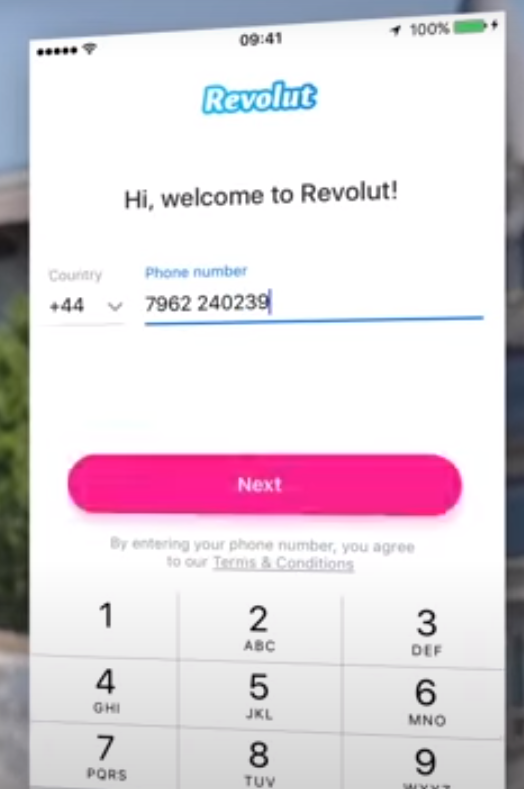 09:41
100%
Revolut
Hi, welcome to Revolut!
Country
Phone number
+44
7962 240239
Next
By entering your phone number, you agree
to our Terms & Conditions
1
2
3
ABC
DEF
4
5
6
GHI
JKL
MNO
7
8
9
PQRS
TUV
WXYZ